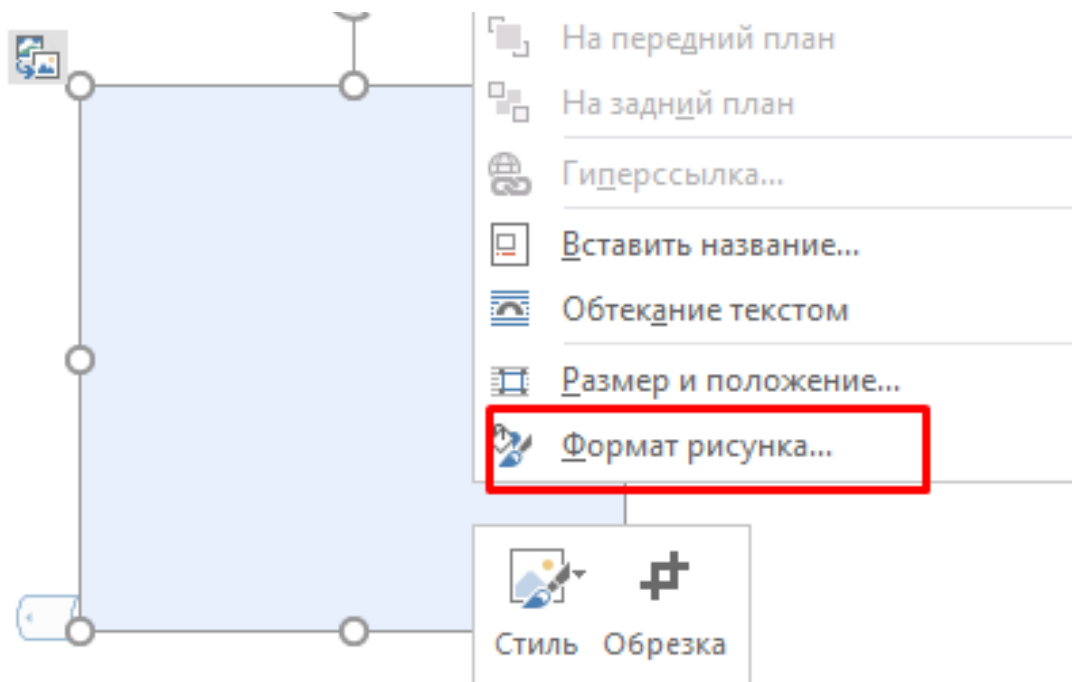 На передний план
На задний план
Гиперссылка...
Вставить название...
Обтекание текстом
Размер и положение...
Формат рисунка...
Стиль Обрезка